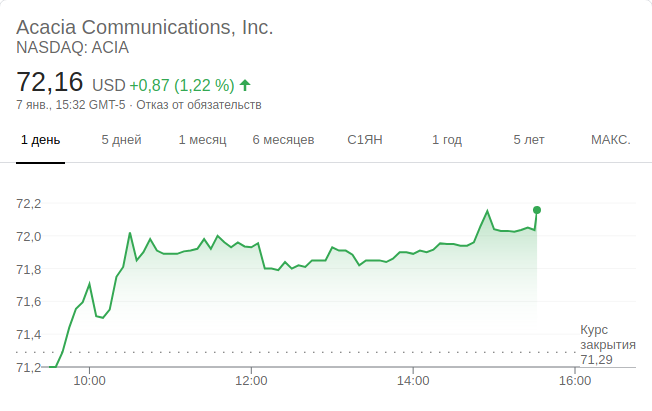 Acacia Communications, Inc.
NASDAQ: ACIA
72,16 USD +0,87 (1,22 %)
7 янв., 15:32 GMT-5 · Отказ от обязательств
1 день 5 дней 1 месяц 6 месяцев С1ЯН 1 год 5 лет МАКС.
72,2
72,0
71,8
71,6
71,4
71,2
Курс
закрытия
71,29
10:00 12:00 14:00 16:00